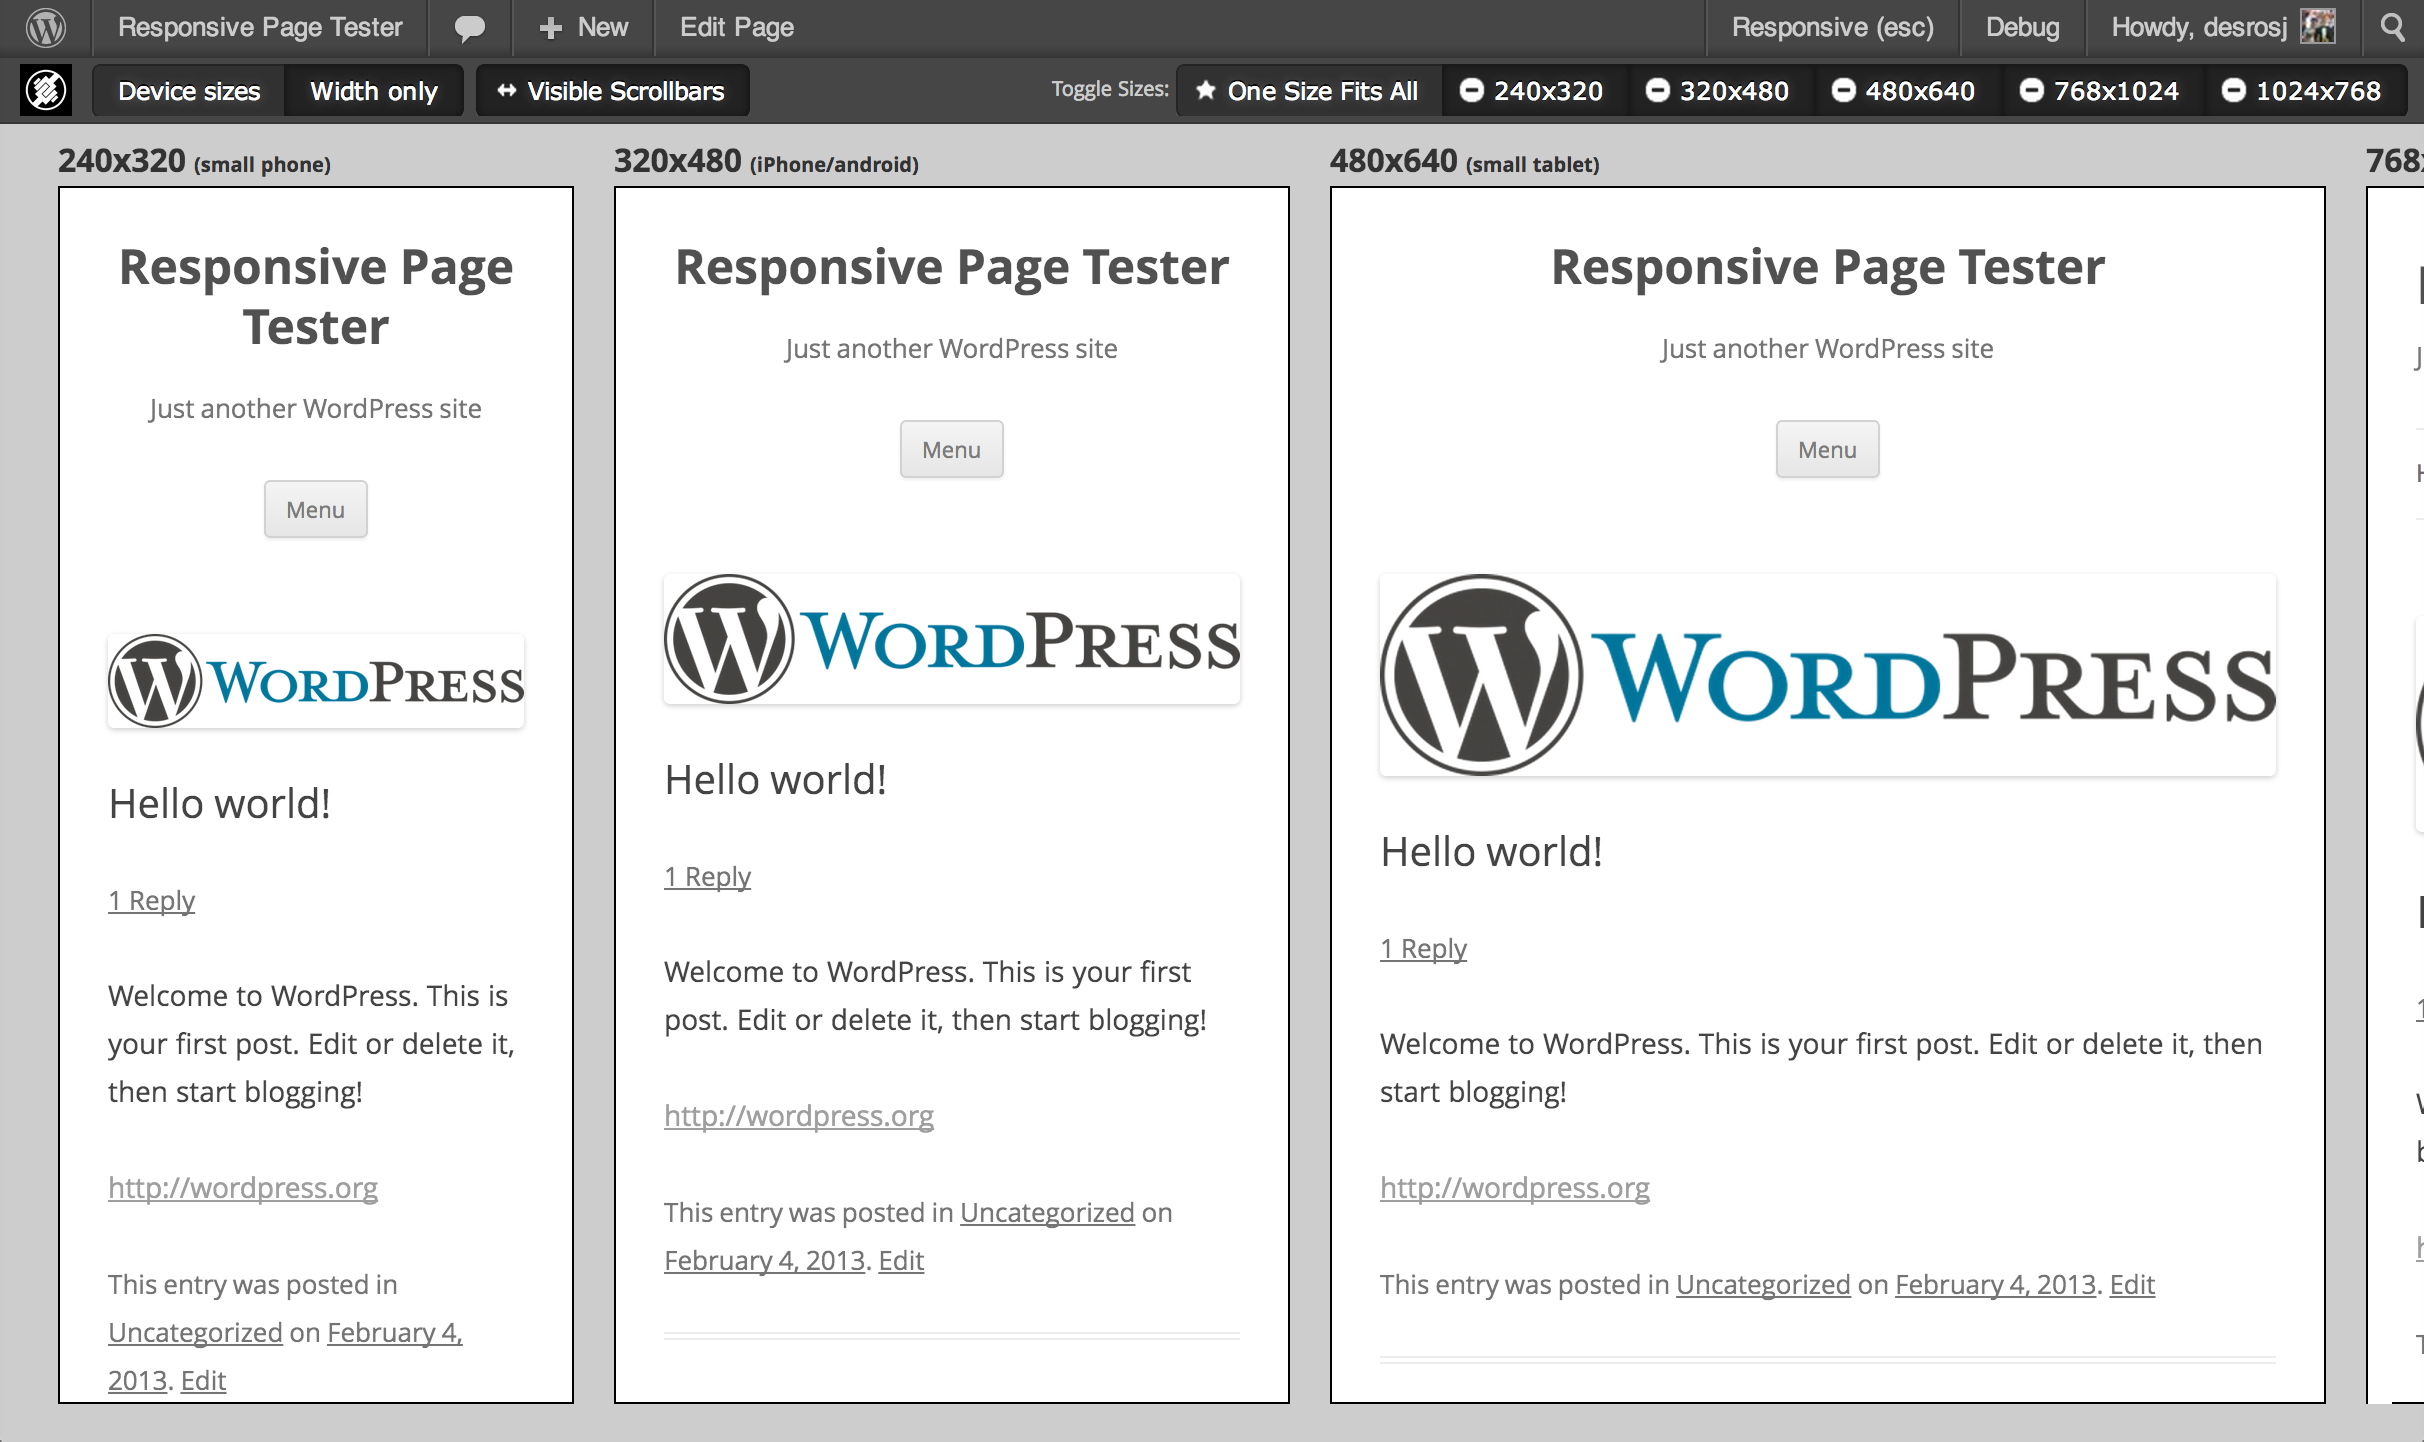 Responsive Page Tester
New
Edit Page
Responsive (esc)
Debug
Howdy, desrosj
Device sizes
Width only
Visible Scrollbars
Toggle Sizes:
One Size Fits All
240x320
320x480
480x640
768x1024
1024x768
240x320 (small phone)
Responsive Page
Tester
Just another WordPress site
Menu
WORDPRESS
Hello world!
1 Reply
Welcome to WordPress. This is
your first post. Edit or delete it,
then start blogging!
http://wordpress.org
This entry was posted in
Uncategorized on February 4,
2013. Edit
320x480 (iPhone/android)
Responsive Page Tester
Just another WordPress site
Menu
WORDPRESS
Hello world!
1 Reply
Welcome to WordPress. This is your first
post. Edit or delete it, then start blogging!
http://wordpress.org
This entry was posted in Uncategorized on
February 4, 2013. Edit
480x640 (small tablet)
Responsive Page Tester
Just another WordPress site
Menu
WORDPRESS
Hello world!
1 Reply
Welcome to WordPress. This is your first post. Edit or delete it, then
start blogging!
http://wordpress.org
This entry was posted in Uncategorized on February 4, 2013. Edit
768